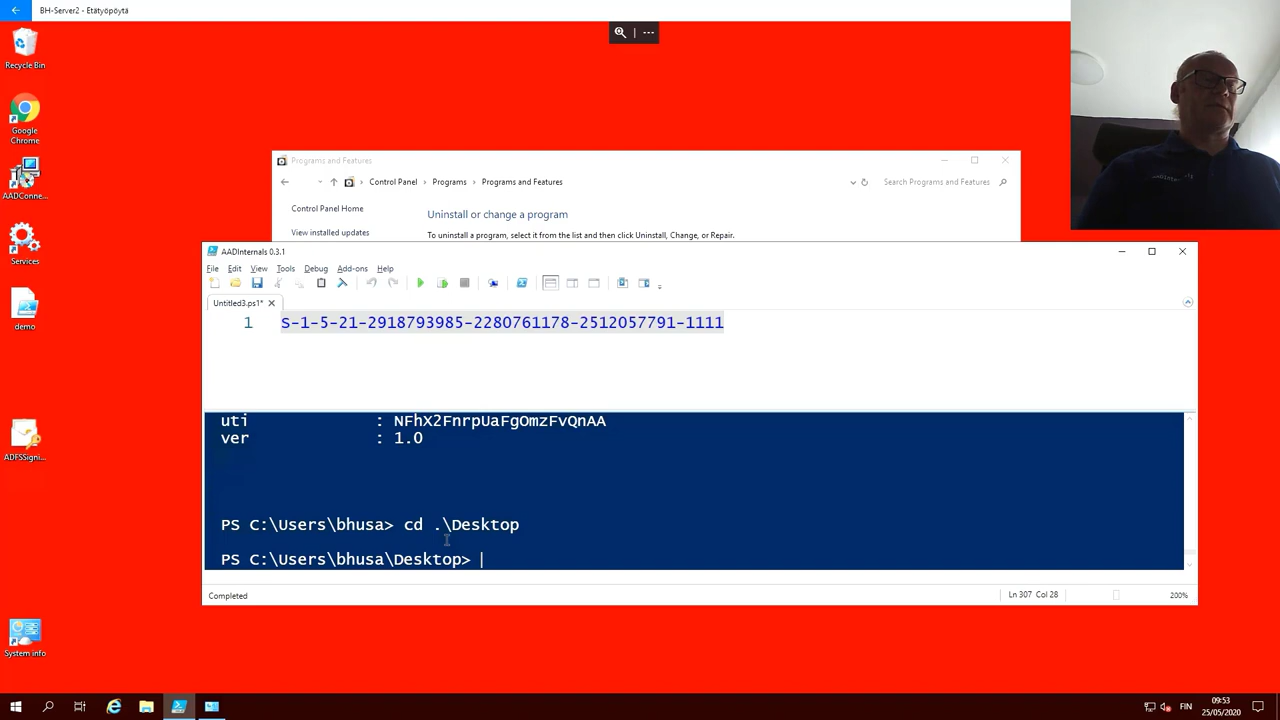 BH-Server2 - Etätyöpöytä
Recycle Bin
Google
Chrome
AADConne...
Services
demo
ADFSSigni...
System info
Programs and Features
Control Panel > Programs > Programs and Features
Search Programs and Features
Control Panel Home
View installed updates
Uninstall or change a program
To uninstall a program, select it from the list and then click Uninstall, Change, or Repair.
AADInternals 0.3.1
File Edit View Tools Debug Add-ons Help
Untitled3.ps1*
1 S-1-5-21-2918793985-2280761178-2512057791-1111
uti : NFhX2FnrpUaFgOmzFvQnAA
ver : 1.0
PS C:\Users\bhusa> cd .\Desktop
PS C:\Users\bhusa\Desktop>
Completed
Ln 307 Col 28
200%
FIN
09:53
25/05/2020